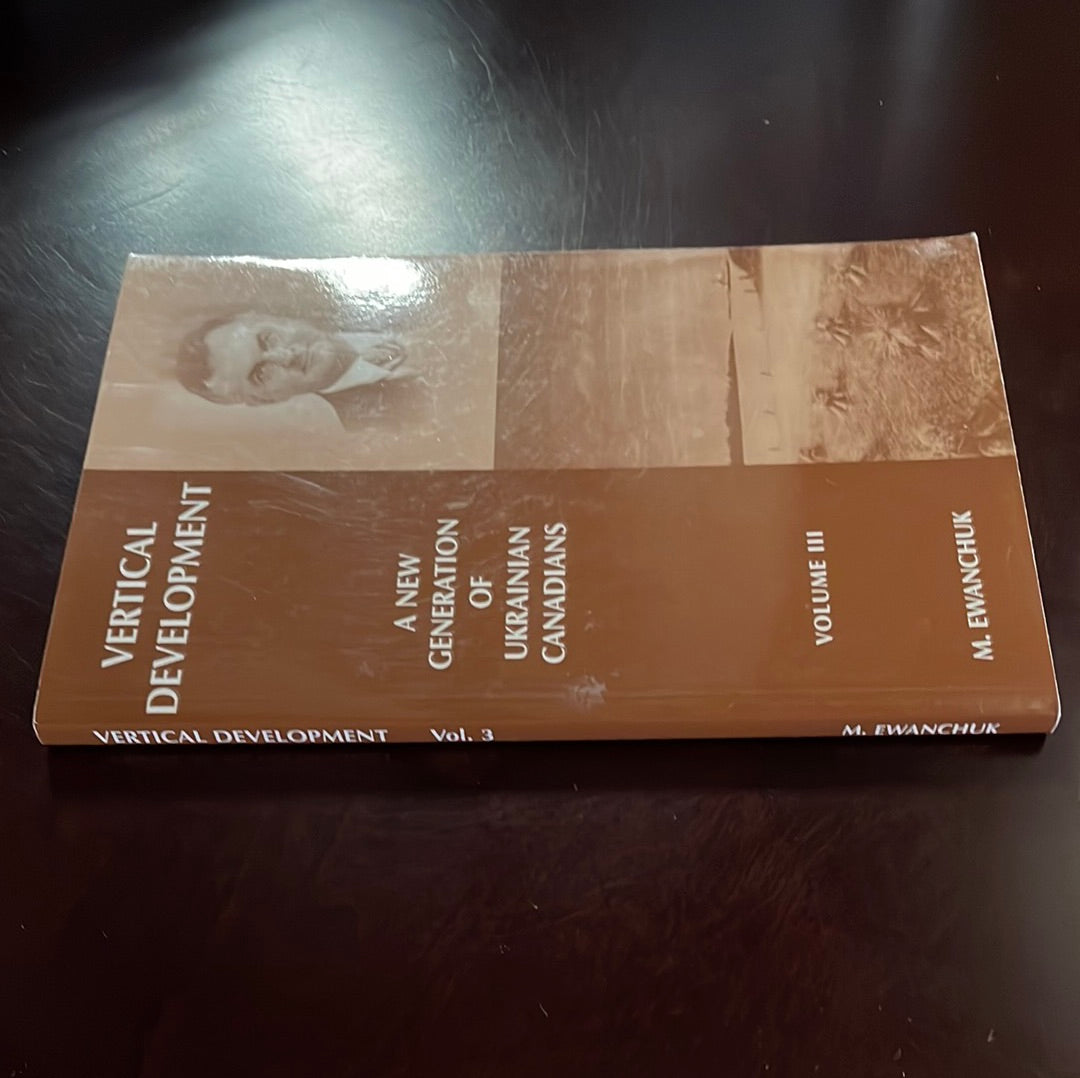 VERTICAL
DEVELOPMENT
A NEW
GENERATION
OF
UKRAINIAN
CANADIANS
VOLUME III
M. EWANCHUK
VERTICAL DEVELOPMENT Vol. 3 M. EWANCHUK